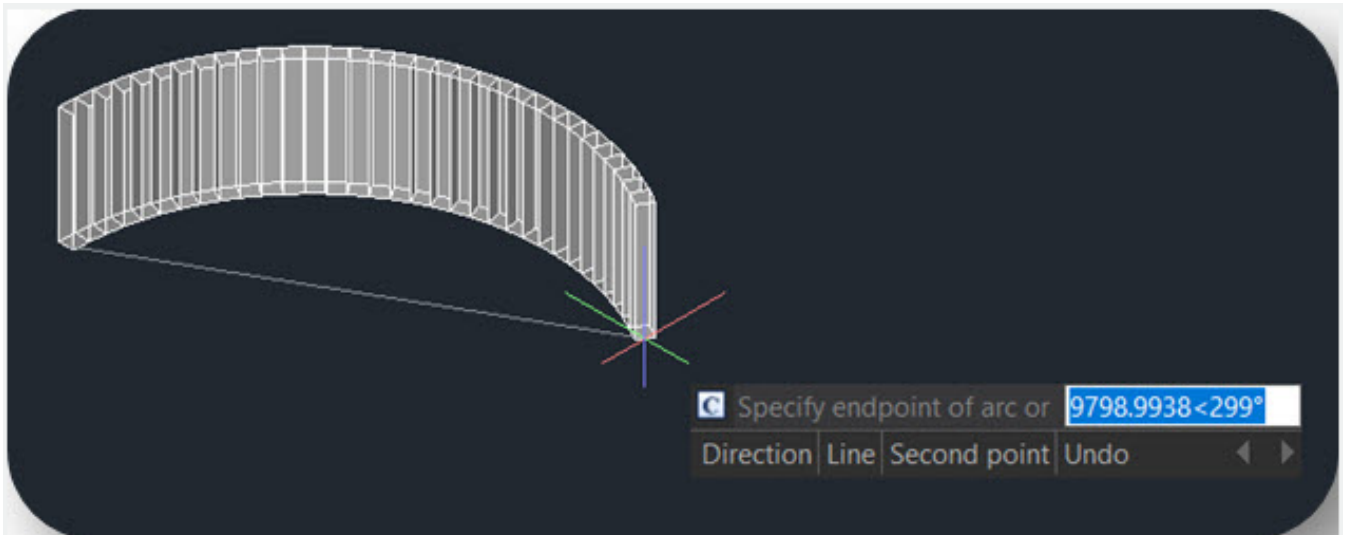 C Specify endpoint of arc or 9798.9938<299°
Direction Line Second point Undo